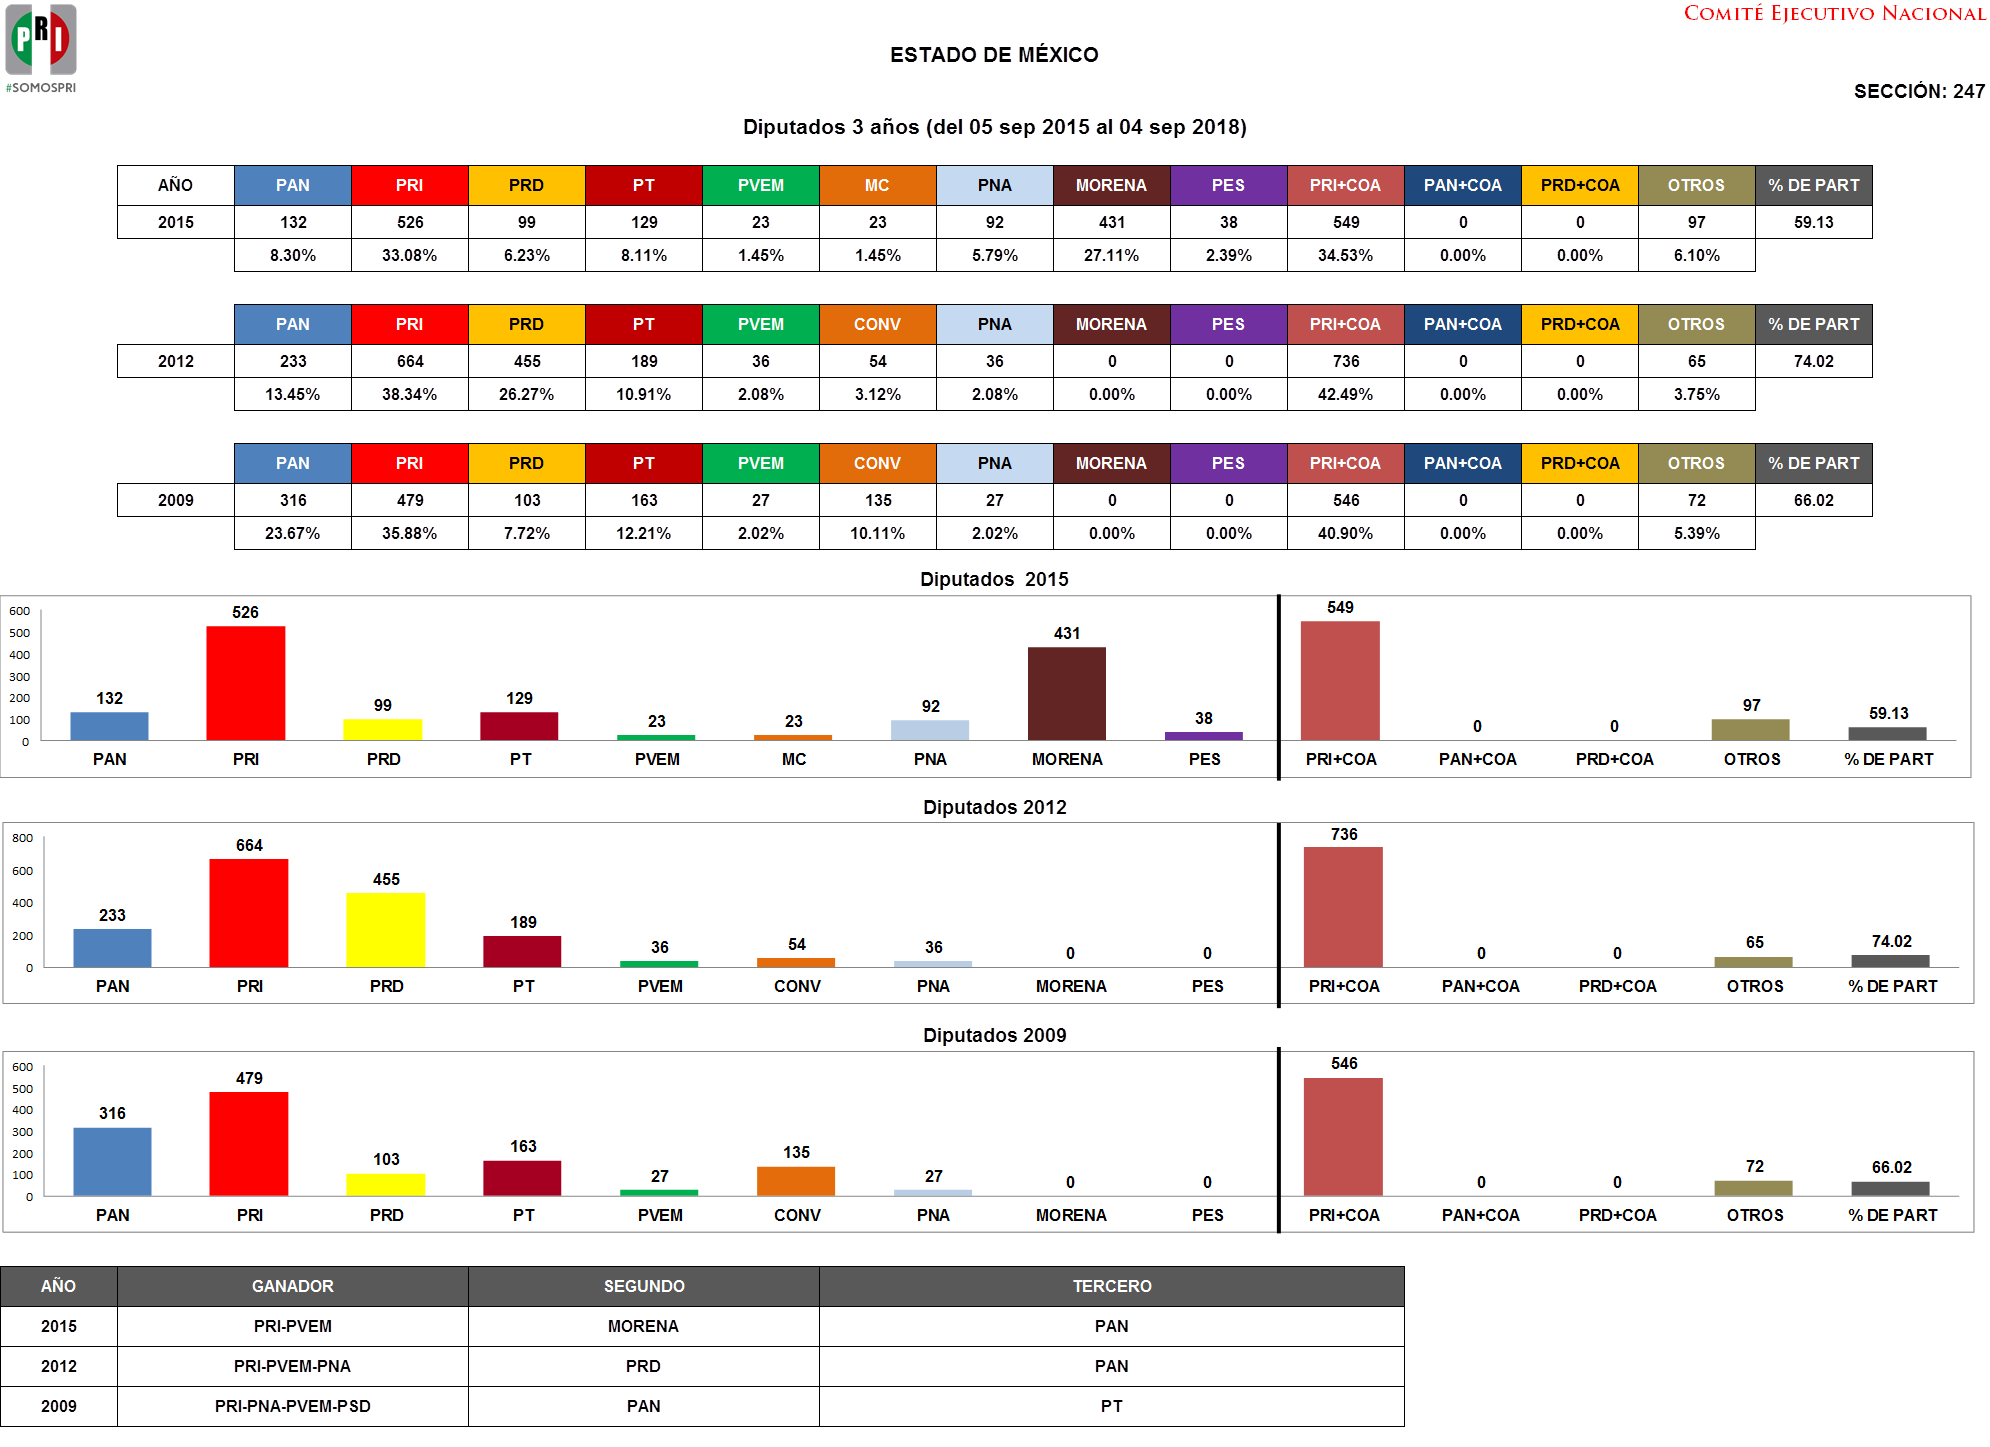 PRI
#SOMOSPRI
COMITÉ EJECUTIVO NACIONAL
ESTADO DE MÉXICO
SECCIÓN: 247
Diputados 3 años (del 05 sep 2015 al 04 sep 2018)
AÑO PAN PRI PRD PT PVEM MC PNA MORENA PES PRI+COA PAN+COA PRD+COA OTROS % DE PART
2015 132 526 99 129 23 23 92 431 38 549 0 0 97 59.13
8.30% 33.08% 6.23% 8.11% 1.45% 1.45% 5.79% 27.11% 2.39% 34.53% 0.00% 0.00% 6.10%
PAN PRI PRD PT PVEM CONV PNA MORENA PES PRI+COA PAN+COA PRD+COA OTROS % DE PART
2012 233 664 455 189 36 54 36 0 0 736 0 0 65 74.02
13.45% 38.34% 26.27% 10.91% 2.08% 3.12% 2.08% 0.00% 0.00% 42.49% 0.00% 0.00% 3.75%
PAN PRI PRD PT PVEM CONV PNA MORENA PES PRI+COA PAN+COA PRD+COA OTROS % DE PART
2009 316 479 103 163 27 135 27 0 0 546 0 0 72 66.02
23.67% 35.88% 7.72% 12.21% 2.02% 10.11% 2.02% 0.00% 0.00% 40.90% 0.00% 0.00% 5.39%
Diputados 2015
600
500
400
300
200
100
0
132 526 99 129 23 23 92 431 38 549 0 0 97 59.13
PAN PRI PRD PT PVEM MC PNA MORENA PES PRI+COA PAN+COA PRD+COA OTROS % DE PART
Diputados 2012
800
600
400
200
0
233 664 455 189 36 54 36 0 0 736 0 0 65 74.02
PAN PRI PRD PT PVEM CONV PNA MORENA PES PRI+COA PAN+COA PRD+COA OTROS % DE PART
Diputados 2009
600
500
400
300
200
100
0
316 479 103 163 27 135 27 0 0 546 0 0 72 66.02
PAN PRI PRD PT PVEM CONV PNA MORENA PES PRI+COA PAN+COA PRD+COA OTROS % DE PART
AÑO GANADOR SEGUNDO TERCERO
2015 PRI-PVEM MORENA PAN
2012 PRI-PVEM-PNA PRD PAN
2009 PRI-PNA-PVEM-PSD PAN PT